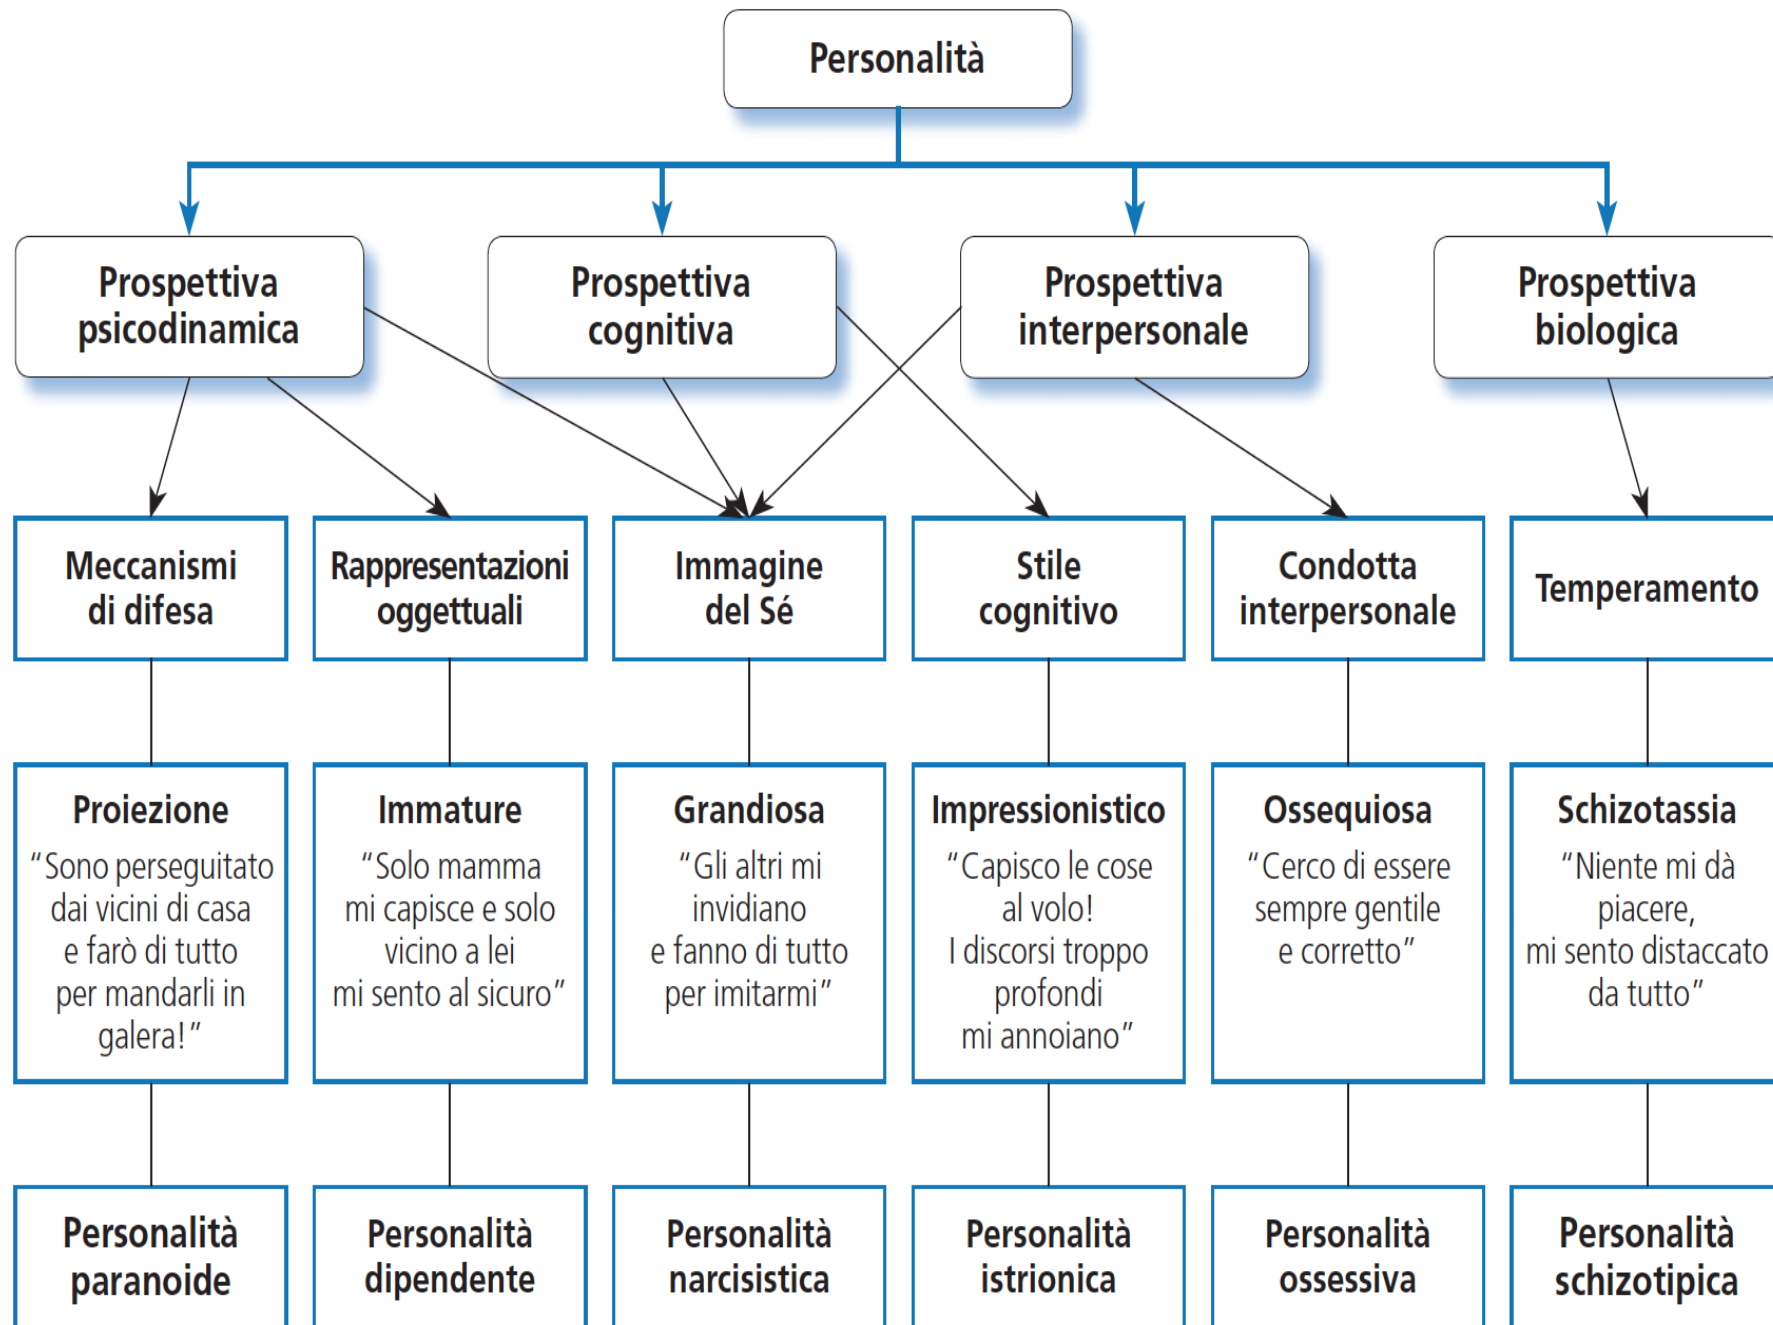 Personalità
Prospettiva
psicodinamica
Prospettiva
cognitiva
Prospettiva
interpersonale
Prospettiva
biologica
Meccanismi
di difesa
Rappresentazioni
oggettuali
Immagine
del Sé
Stile
cognitivo
Condotta
interpersonale
Temperamento
Proiezione
“Sono perseguitato
dai vicini di casa
e farò di tutto
per mandarli in
galera!”
Immature
“Solo mamma
mi capisce e solo
vicino a lei
mi sento al sicuro”
Grandiosa
“Gli altri mi
invidiano
e fanno di tutto
per imitarmi”
Impressionistico
“Capisco le cose
al volo!
I discorsi troppo
profondi
mi annoiano”
Ossequiosa
“Cerco di essere
sempre gentile
e corretto”
Schizotassia
“Niente mi dà
piacere,
mi sento distaccato
da tutto”
Personalità
paranoide
Personalità
dipendente
Personalità
narcisistica
Personalità
istrionica
Personalità
ossessiva
Personalità
schizotipica